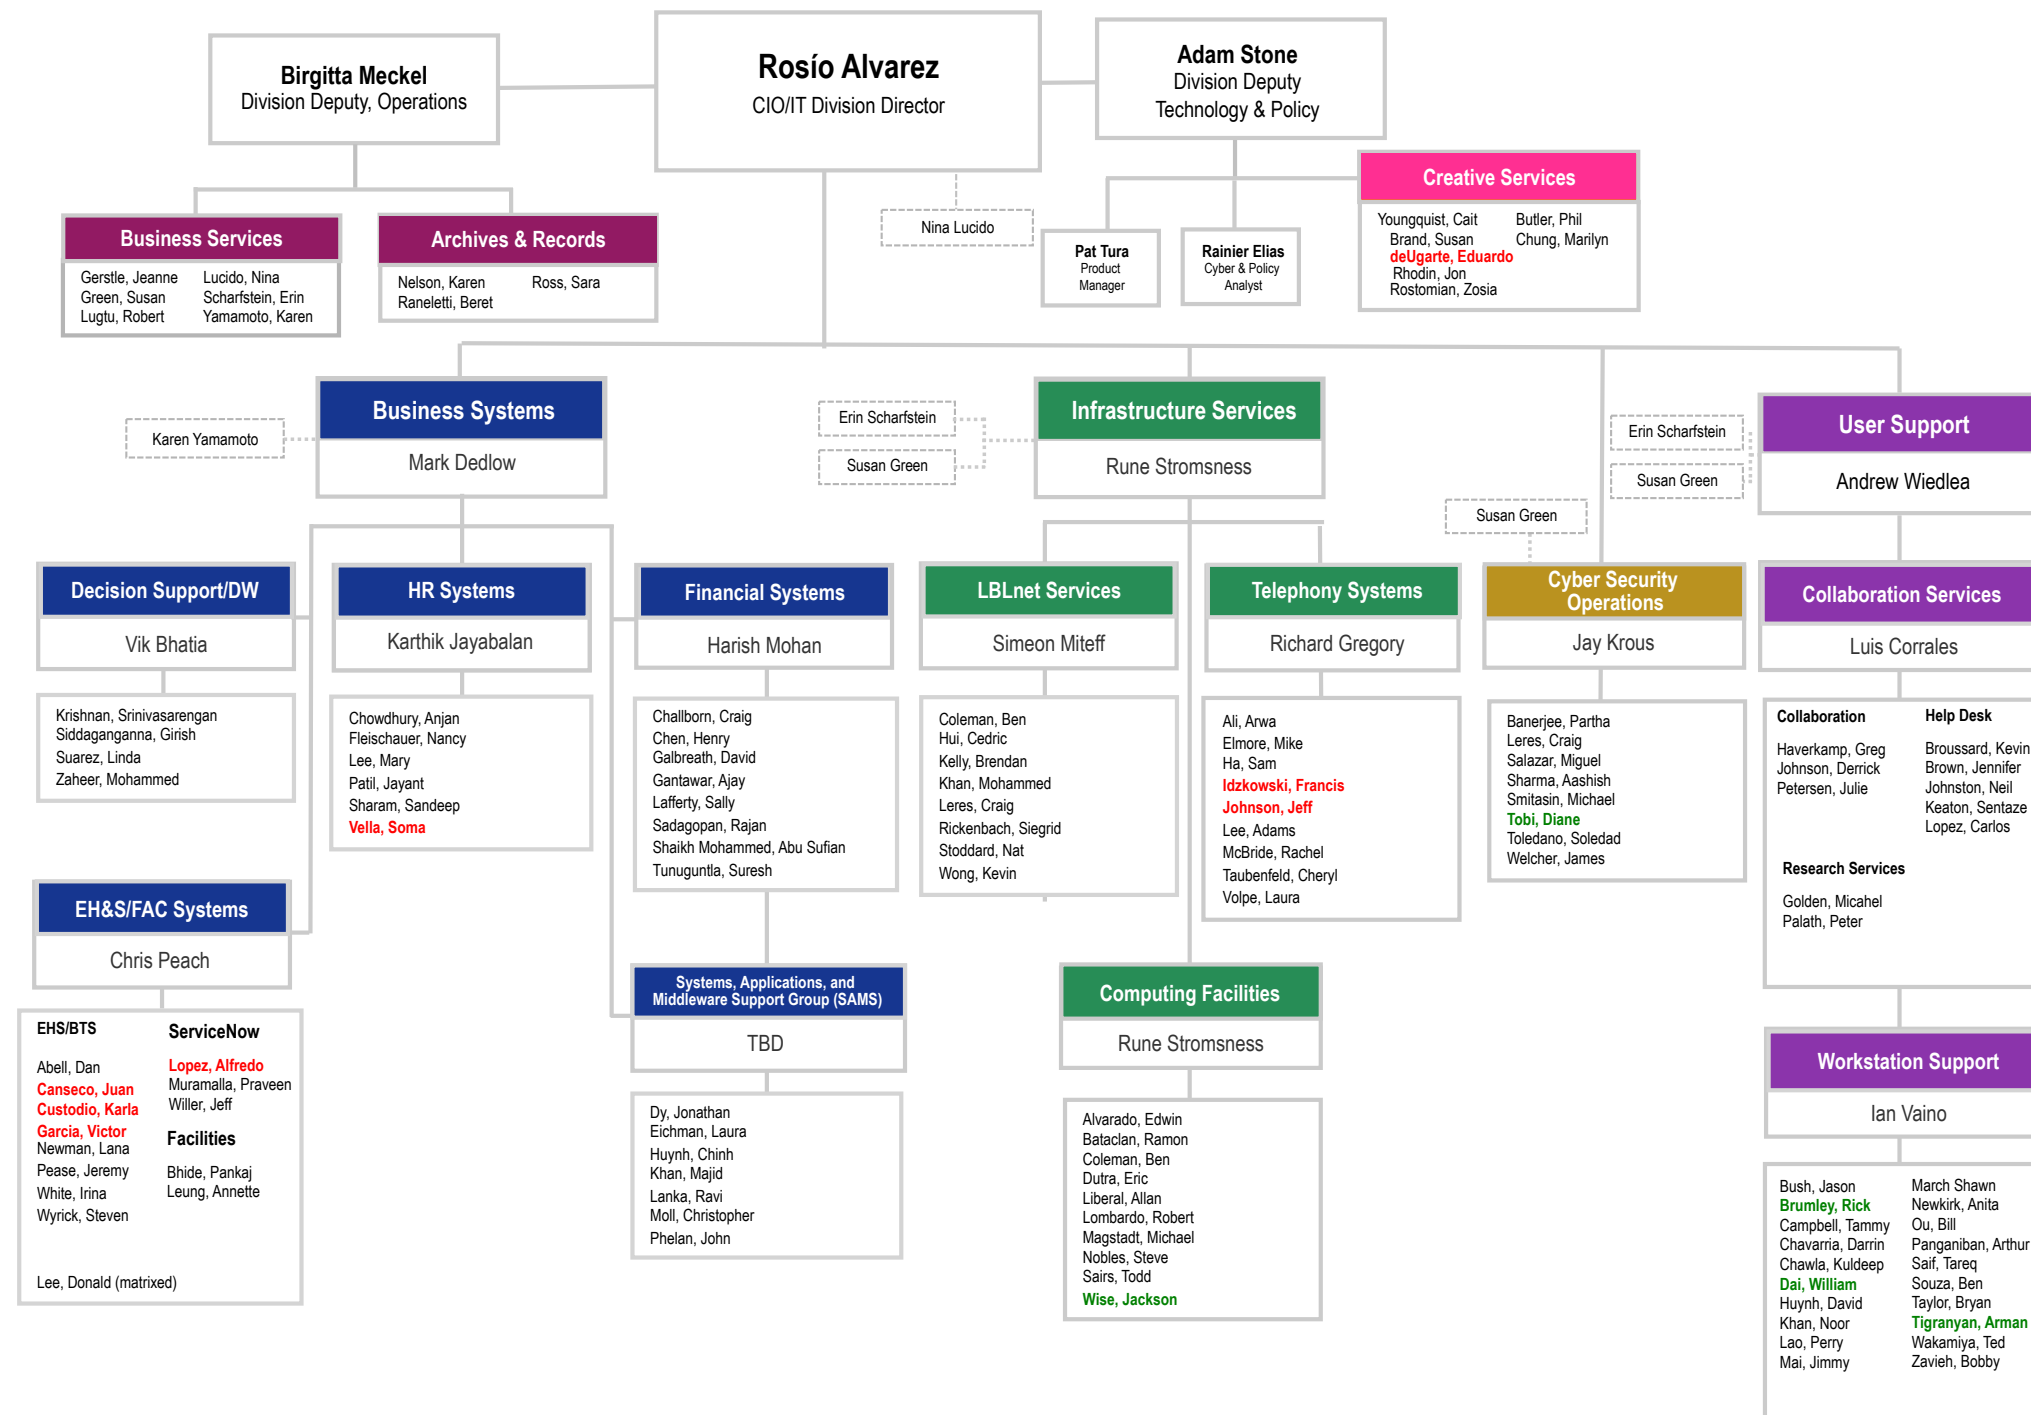 Birgitta Meckel
Division Deputy, Operations
Rosío Alvarez
CIO/IT Division Director
Adam Stone
Division Deputy
Technology & Policy
Business Services
Gerstle, Jeanne
Green, Susan
Lugtu, Robert
Lucido, Nina
Scharfstein, Erin
Yamamoto, Karen
Archives & Records
Nelson, Karen
Raneletti, Beret
Ross, Sara
Nina Lucido
Pat Tura
Product
Manager
Rainier Elias
Cyber & Policy
Analyst
Creative Services
Youngquist, Cait
Brand, Susan
deUgarte, Eduardo
Rhodin, Jon
Rostomian, Zosia
Butler, Phil
Chung, Marilyn
Karen Yamamoto
Business Systems
Mark Dedlow
Erin Scharfstein
Susan Green
Infrastructure Services
Rune Stromsness
Erin Scharfstein
Susan Green
User Support
Andrew Wiedlea
Susan Green
Decision Support/DW
Vik Bhatia
Krishnan, Srinivasarengan
Siddaganganna, Girish
Suarez, Linda
Zaheer, Mohammed
HR Systems
Karthik Jayabalan
Chowdhury, Anjan
Fleischauer, Nancy
Lee, Mary
Patil, Jayant
Sharam, Sandeep
Vella, Soma
Financial Systems
Harish Mohan
Challborn, Craig
Chen, Henry
Galbreath, David
Gantawar, Ajay
Lafferty, Sally
Sadagopan, Rajan
Shaikh Mohammed, Abu Sufian
Tunuguntla, Suresh
LBLnet Services
Simeon Miteff
Coleman, Ben
Hui, Cedric
Kelly, Brendan
Khan, Mohammed
Leres, Craig
Rickenbach, Siegrid
Stoddard, Nat
Wong, Kevin
Telephony Systems
Richard Gregory
Ali, Arwa
Elmore, Mike
Ha, Sam
Idzkowski, Francis
Johnson, Jeff
Lee, Adams
McBride, Rachel
Taubenfeld, Cheryl
Volpe, Laura
Cyber Security
Operations
Jay Krous
Banerjee, Partha
Leres, Craig
Salazar, Miguel
Sharma, Aashish
Smitasin, Michael
Tobi, Diane
Toledano, Soledad
Welcher, James
Collaboration Services
Luis Corrales
Collaboration
Haverkamp, Greg
Johnson, Derrick
Petersen, Julie
Help Desk
Broussard, Kevin
Brown, Jennifer
Johnston, Neil
Keaton, Sentaze
Lopez, Carlos
Research Services
Golden, Micahel
Palath, Peter
EH&S/FAC Systems
Chris Peach
EHS/BTS
Abell, Dan
Canseco, Juan
Custodio, Karla
Garcia, Victor
Newman, Lana
Pease, Jeremy
White, Irina
Wyrick, Steven
Lee, Donald (matrixed)
ServiceNow
Lopez, Alfredo
Muramalla, Praveen
Willer, Jeff
Facilities
Bhide, Pankaj
Leung, Annette
Systems, Applications, and
Middleware Support Group (SAMS)
TBD
Dy, Jonathan
Eichman, Laura
Huynh, Chinh
Khan, Majid
Lanka, Ravi
Moll, Christopher
Phelan, John
Computing Facilities
Rune Stromsness
Alvarado, Edwin
Bataclan, Ramon
Coleman, Ben
Dutra, Eric
Liberal, Allan
Lombardo, Robert
Magstadt, Michael
Nobles, Steve
Sairs, Todd
Wise, Jackson
Workstation Support
Ian Vaino
Bush, Jason
Brumley, Rick
Campbell, Tammy
Chavarria, Darrin
Chawla, Kuldeep
Dai, William
Huynh, David
Khan, Noor
Lao, Perry
Mai, Jimmy
March Shawn
Newkirk, Anita
Ou, Bill
Panganiban, Arthur
Saif, Tareq
Souza, Ben
Taylor, Bryan
Tigranyan, Arman
Wakamiya, Ted
Zavieh, Bobby